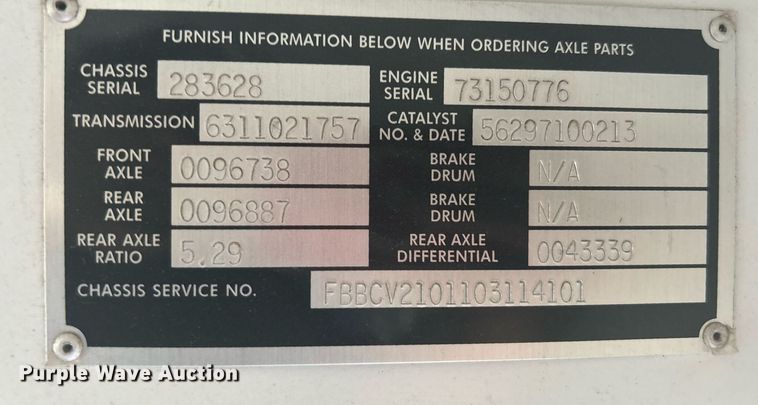 FURNISH INFORMATION BELOW WHEN ORDERING AXLE PARTS
CHASSIS SERIAL 283628 ENGINE SERIAL 73150776
TRANSMISSION 6311021757 CATALYST NO. & DATE 56297100213
FRONT AXLE 0096738 BRAKE DRUM N/A
REAR AXLE 0096887 BRAKE DRUM N/A
REAR AXLE RATIO 5.29 REAR AXLE DIFFERENTIAL 0043339
CHASSIS SERVICE NO. FBBCV2101103114101
Purple Wave Auction